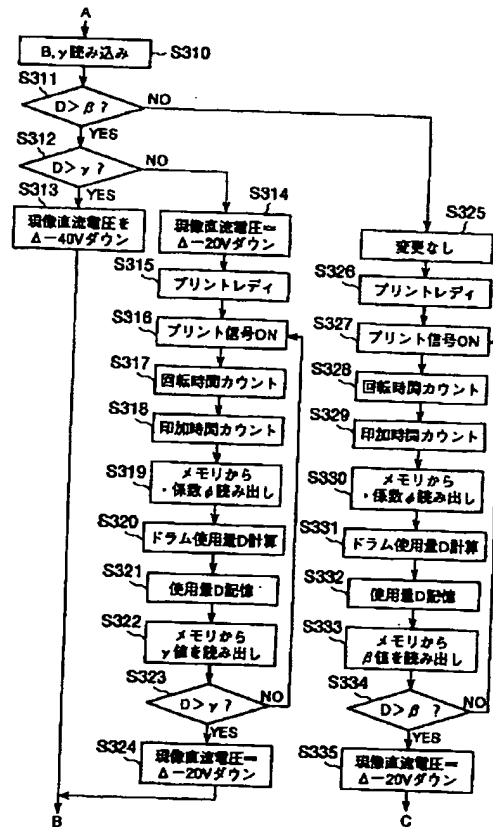 A
B,γ読み込み
S310
S311
D>β?
NO
YES
S312
D>γ?
NO
YES
S313
現像直流電圧を
Δ−40Vダウン
S314
現像直流電圧=
Δ−20Vダウン
S315
プリントレディ
S316
プリント信号ON
S317
回転時間カウント
S318
印加時間カウント
S319
メモリから
・係数φ読み出し
S320
ドラム使用量D計算
S321
使用量D記憶
S322
メモリから
γ値を読み出し
S323
D>γ?
NO
YES
S324
現像直流電圧=
Δ−20Vダウン
B
S325
変更なし
S326
プリントレディ
S327
プリント信号ON
S328
回転時間カウント
S329
印加時間カウント
S330
メモリから
・係数φ読み出し
S331
ドラム使用量D計算
S332
使用量D記憶
S333
メモリから
β値を読み出し
S334
D>β ?
NO
YES
S335
現像直流電圧=
Δ−20Vダウン
C